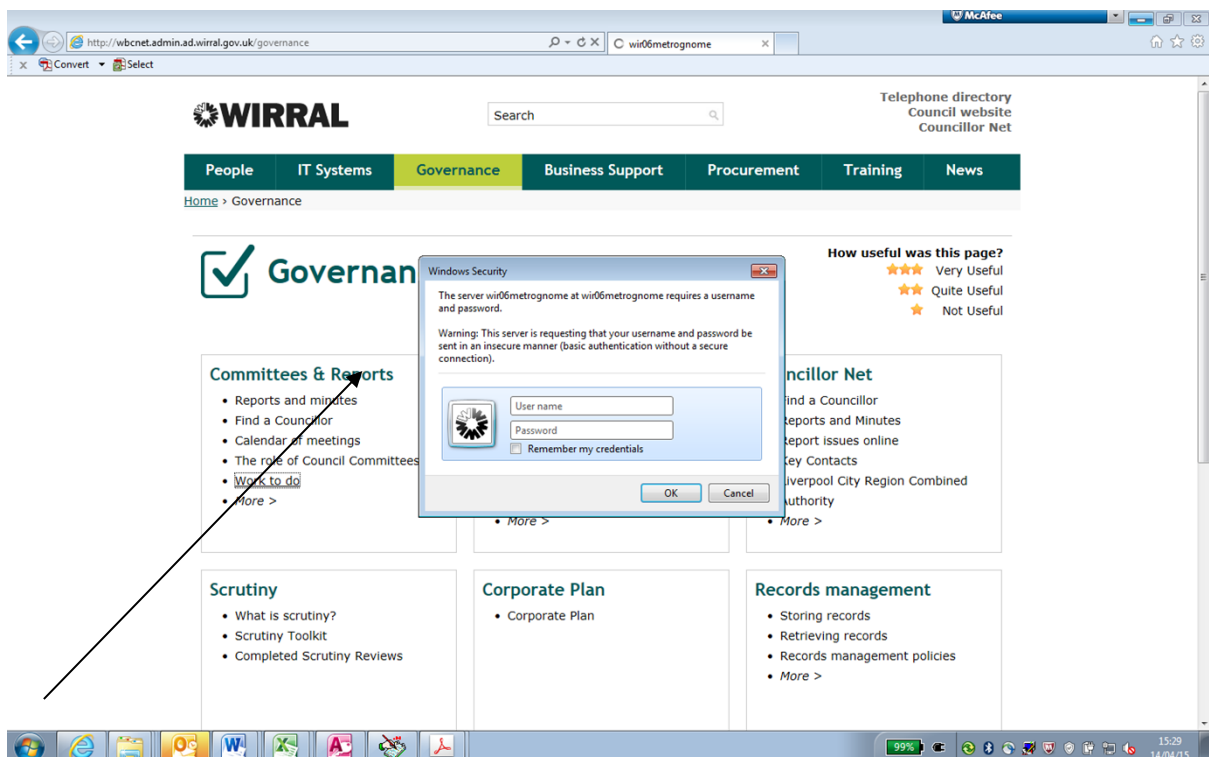 McAfee
http://wbcnet.admin.ad.wirral.gov.uk/governance
wir06metrognome
x Convert Select
WIRRAL
Search
Telephone directory
Council website
Councillor Net
People IT Systems Governance Business Support Procurement Training News
Home › Governance
Governan
How useful was this page?
Very Useful
Quite Useful
Not Useful
Windows Security
The server wir06metrognome at wir06metrognome requires a username
and password.
Warning: This server is requesting that your username and password be
sent in an insecure manner (basic authentication without a secure
connection).
User name
Password
Remember my credentials
OK Cancel
Committees & Reports
• Reports and minutes
• Find a Councillor
• Calendar of meetings
• The role of Council Committees
• Work to do
• More >
• More >
ncillor Net
Find a Councillor
Reports and Minutes
Report issues online
Key Contacts
Liverpool City Region Combined
Authority
• More >
Scrutiny
• What is scrutiny?
• Scrutiny Toolkit
• Completed Scrutiny Reviews
Corporate Plan
• Corporate Plan
Records management
• Storing records
• Retrieving records
• Records management policies
• More >
99%
15:29
14/04/15